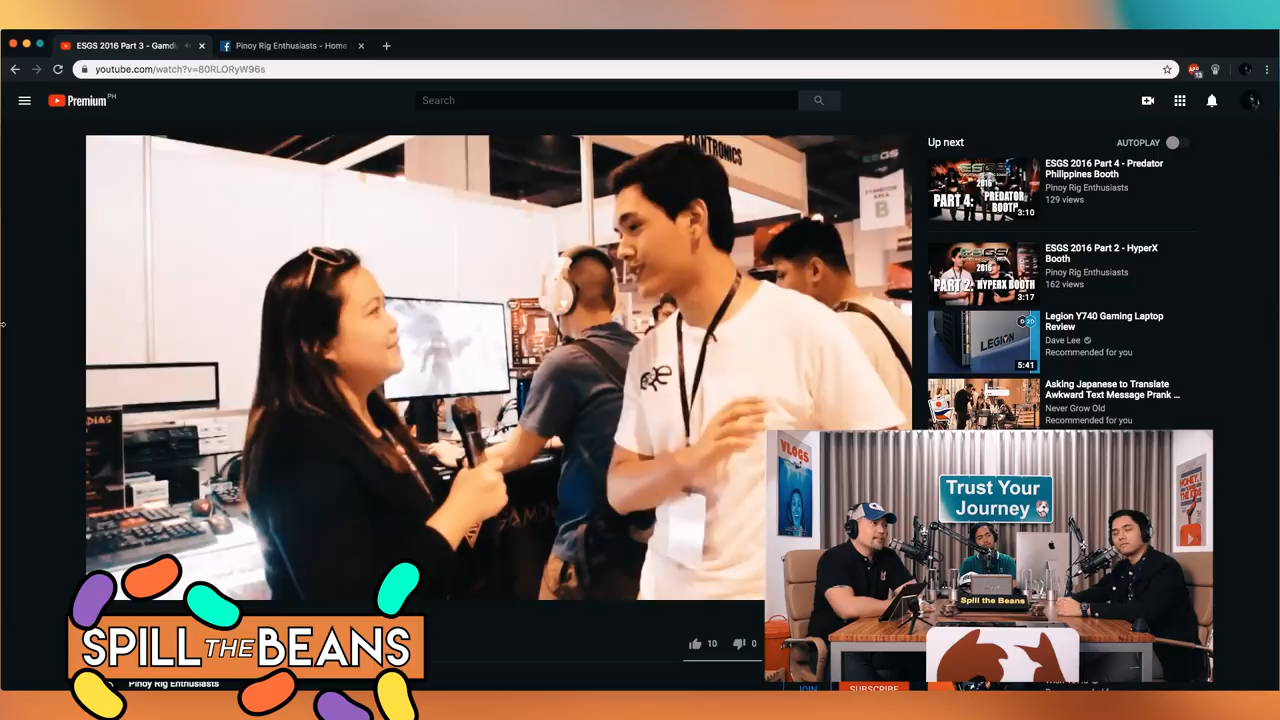 ESGS 2016 Part 3 - Gamdi
Pinoy Rig Enthusiasts - Home
youtube.com/watch?v=80RLORyW96s
13
Premium PH
Search
Up next
AUTOPLAY
ESGS 2016 Part 4 - Predator
Philippines Booth
Pinoy Rig Enthusiasts
129 views
2016
PART 4:
PREDATOR
BOOTH
3:10
ESGS 2016 Part 2 - HyperX
Booth
Pinoy Rig Enthusiasts
162 views
2016
PART 2:
HYPERX BOOTH
3:17
Legion Y740 Gaming Laptop
Review
Dave Lee
Recommended for you
LEGION
5:41
Asking Japanese to Translate
Awkward Text Message Prank ...
Never Grow Old
Recommended for you
PLANTRONICS
ESGS
B
VLOGS
Trust Your
Journey
Spill the Beans
SPILL THE BEANS
10
0
Pinoy Rig Enthusiasts
JOIN
SUBSCRIBE